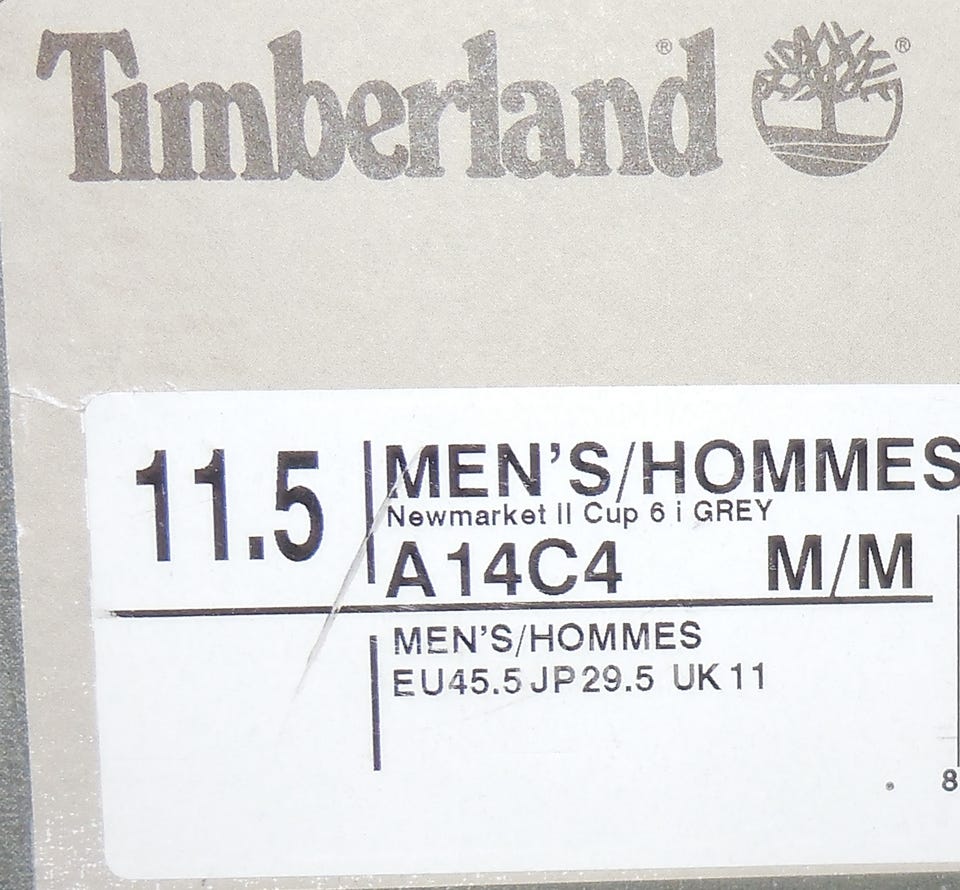 Timberland® ®
11.5
MEN'S/HOMMES
Newmarket II Cup 6 i GREY
A14C4 M/M
MEN'S/HOMMES
EU45.5 JP29.5 UK11
8